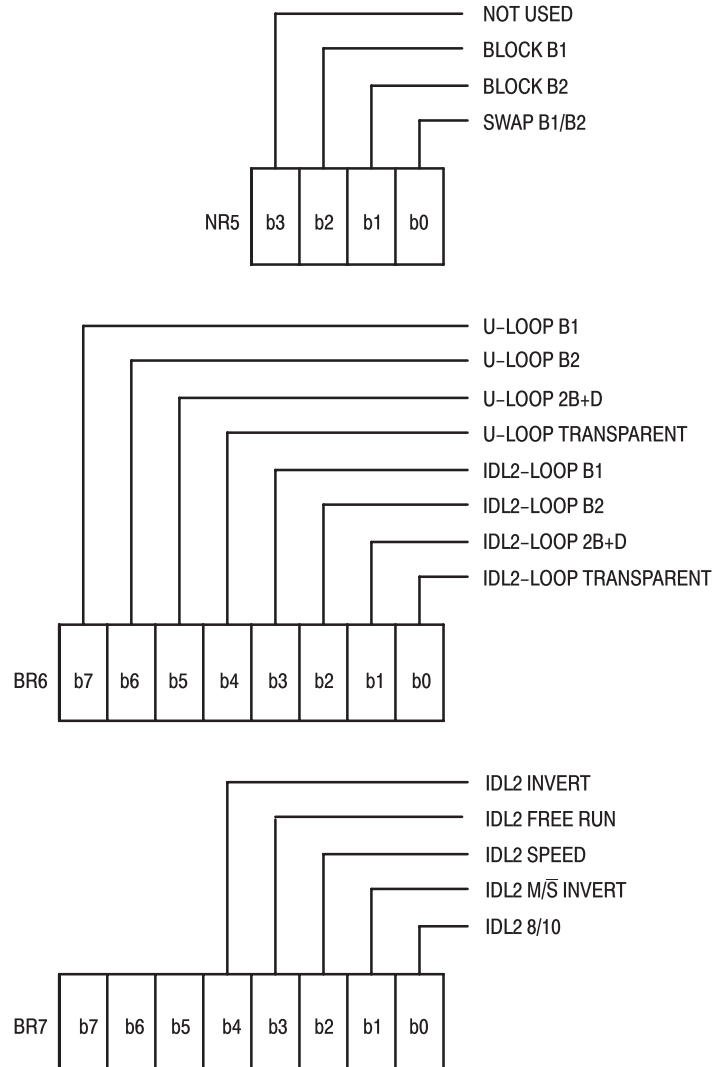 NOT USED
BLOCK B1
BLOCK B2
SWAP B1/B2
NR5 b3 b2 b1 b0
U–LOOP B1
U–LOOP B2
U–LOOP 2B+D
U–LOOP TRANSPARENT
IDL2–LOOP B1
IDL2–LOOP B2
IDL2–LOOP 2B+D
IDL2–LOOP TRANSPARENT
BR6 b7 b6 b5 b4 b3 b2 b1 b0
IDL2 INVERT
IDL2 FREE RUN
IDL2 SPEED
IDL2 M/S̅ INVERT
IDL2 8/10
BR7 b7 b6 b5 b4 b3 b2 b1 b0